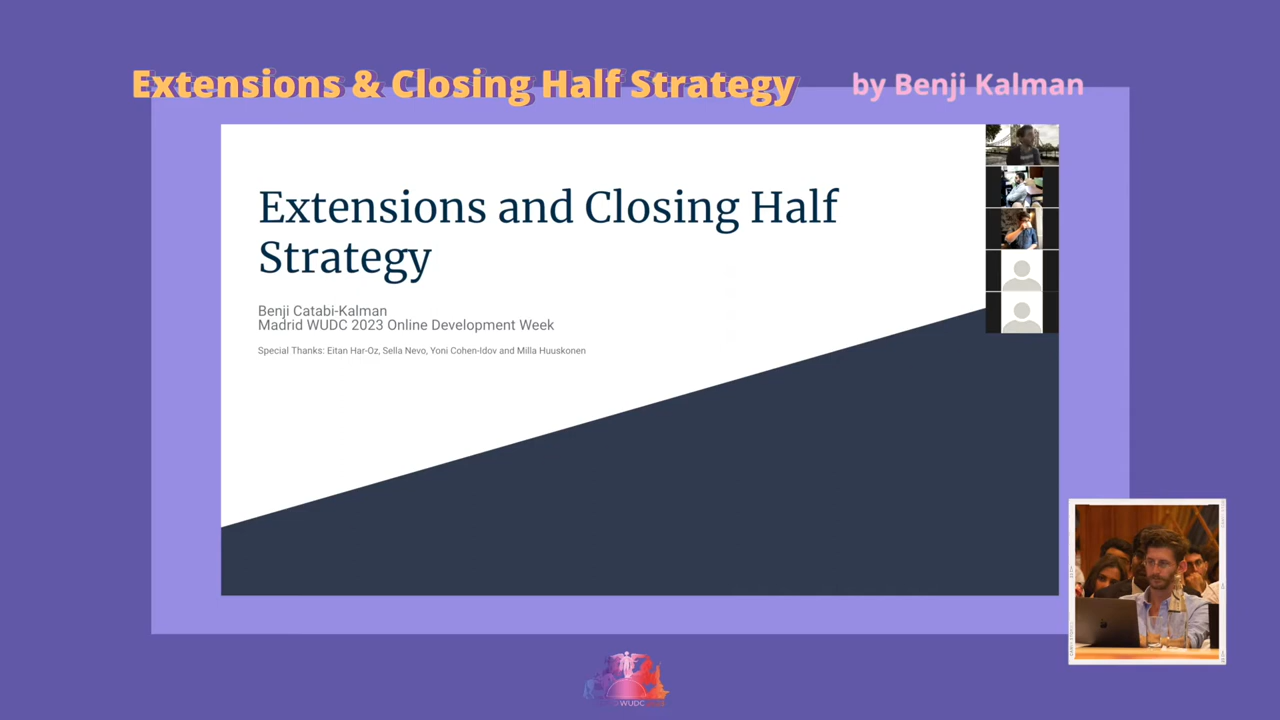 Extensions & Closing Half Strategy
by Benji Kalman
Extensions and Closing Half
Strategy
Benji Catabi-Kalman
Madrid WUDC 2023 Online Development Week
Special Thanks: Eitan Har-Oz, Sella Nevo, Yoni Cohen-Idov and Milla Huuskonen
WUDC